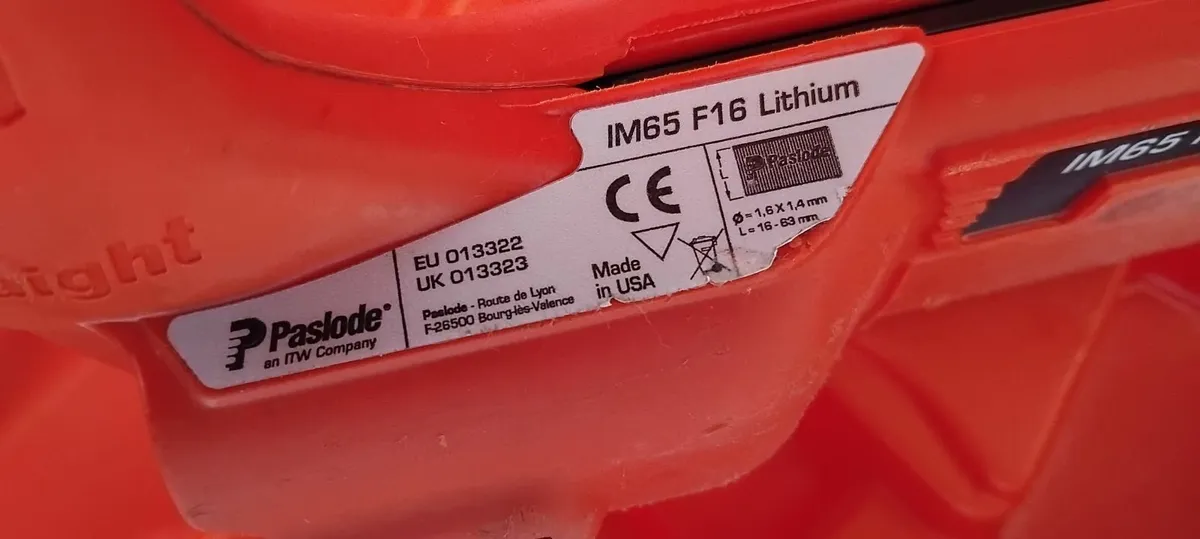 IM65 F16 Lithium
CE
L
Paslode
Ø = 1,6 X 1,4 mm
L = 16 - 63 mm
EU 013322
UK 013323
Made
in USA
Paslode - Route de Lyon
F-26500 Bourg-lès-Valence
Paslode®
an ITW Company
IM65